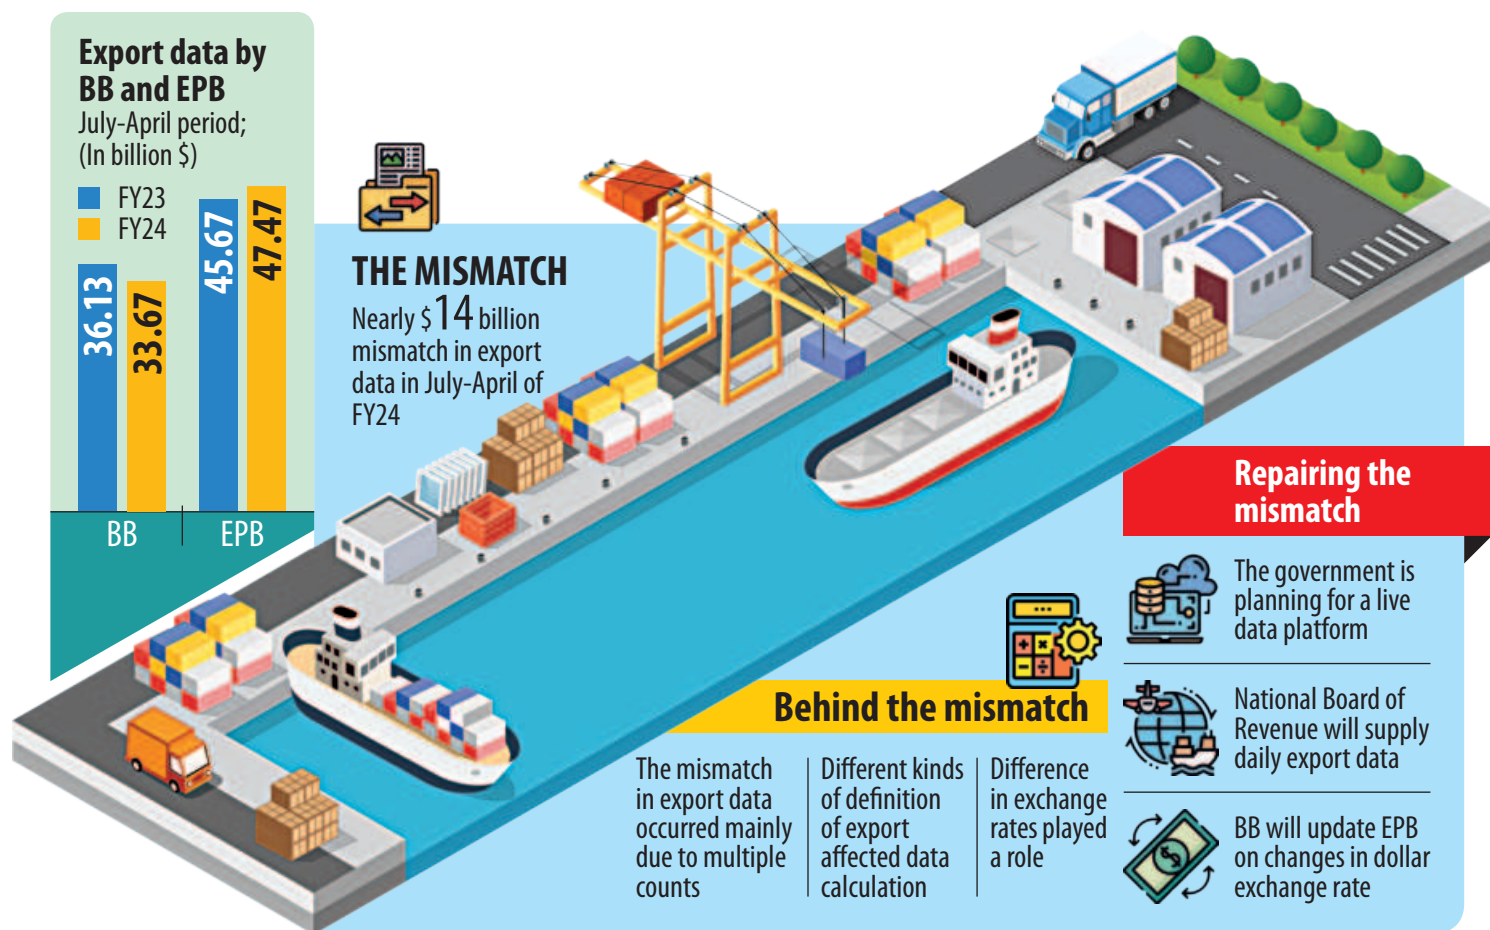 Export data by
BB and EPB
July-April period;
(In billion $)
FY23
FY24
36.13
33.67
45.67
47.47
BB
EPB
THE MISMATCH
Nearly $14 billion
mismatch in export
data in July-April of
FY24
Behind the mismatch
The mismatch
in export data
occurred mainly
due to multiple
counts
Different kinds
of definition
of export
affected data
calculation
Difference
in exchange
rates played
a role
Repairing the
mismatch
The government is
planning for a live
data platform
National Board of
Revenue will supply
daily export data
BB will update EPB
on changes in dollar
exchange rate